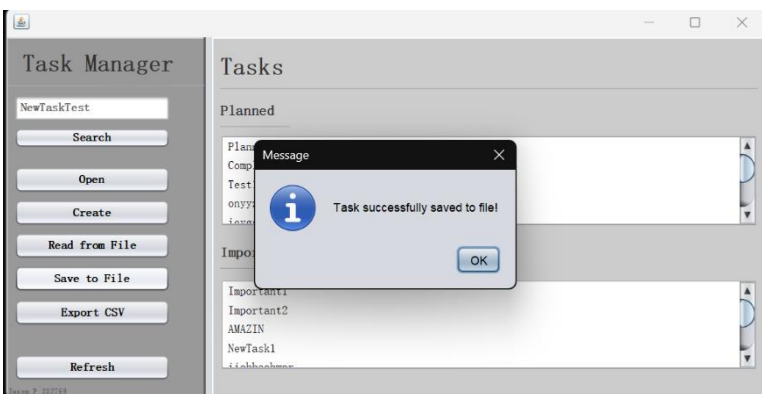 Task Manager
NewTaskTest
Search
Open
Create
Read from File
Save to File
Export CSV
Refresh
Tasks
Planned
Message
Task successfully saved to file!
OK
Important1
Important2
AMAZIN
NewTask1